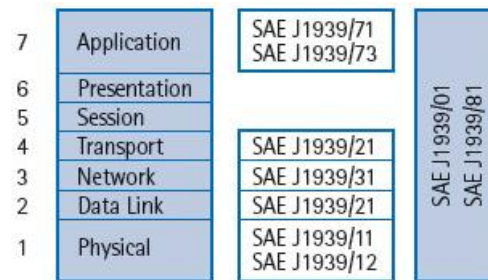 7 Application SAE J1939/71
SAE J1939/73
6 Presentation
5 Session
4 Transport SAE J1939/21
3 Network SAE J1939/31
2 Data Link SAE J1939/21
1 Physical SAE J1939/11
SAE J1939/12
SAE J1939/01
SAE J1939/81